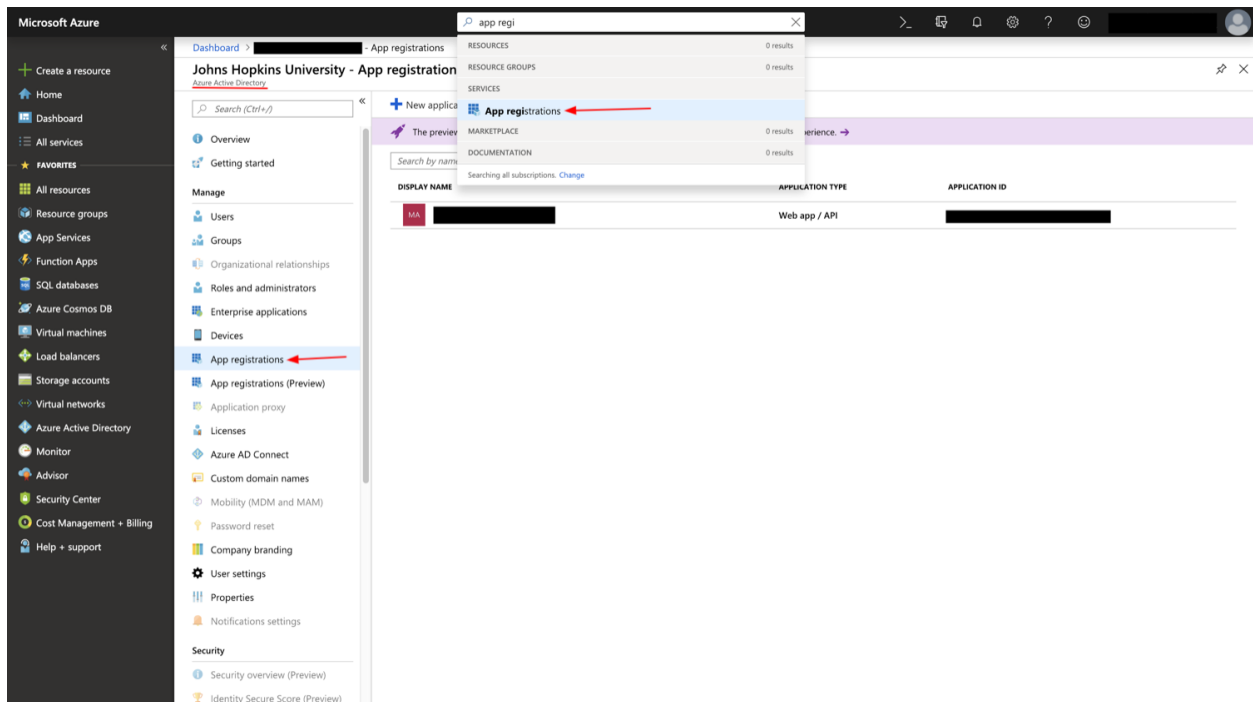 Microsoft Azure
app regi
Create a resource
Home
Dashboard
All services
FAVORITES
All resources
Resource groups
App Services
Function Apps
SQL databases
Azure Cosmos DB
Virtual machines
Load balancers
Storage accounts
Virtual networks
Azure Active Directory
Monitor
Advisor
Security Center
Cost Management + Billing
Help + support
Dashboard > - App registrations
Johns Hopkins University - App registration
Azure Active Directory
Search (Ctrl+/)
Overview
Getting started
Manage
Users
Groups
Organizational relationships
Roles and administrators
Enterprise applications
Devices
App registrations
App registrations (Preview)
Application proxy
Licenses
Azure AD Connect
Custom domain names
Mobility (MDM and MAM)
Password reset
Company branding
User settings
Properties
Notifications settings
Security
Security overview (Preview)
Identity Secure Score (Preview)
RESOURCES 0 results
RESOURCE GROUPS 0 results
SERVICES
App registrations
MARKETPLACE 0 results
DOCUMENTATION 0 results
Searching all subscriptions. Change
New applica
The preview erience.
Search by name
DISPLAY NAME APPLICATION TYPE APPLICATION ID
MA Web app / API